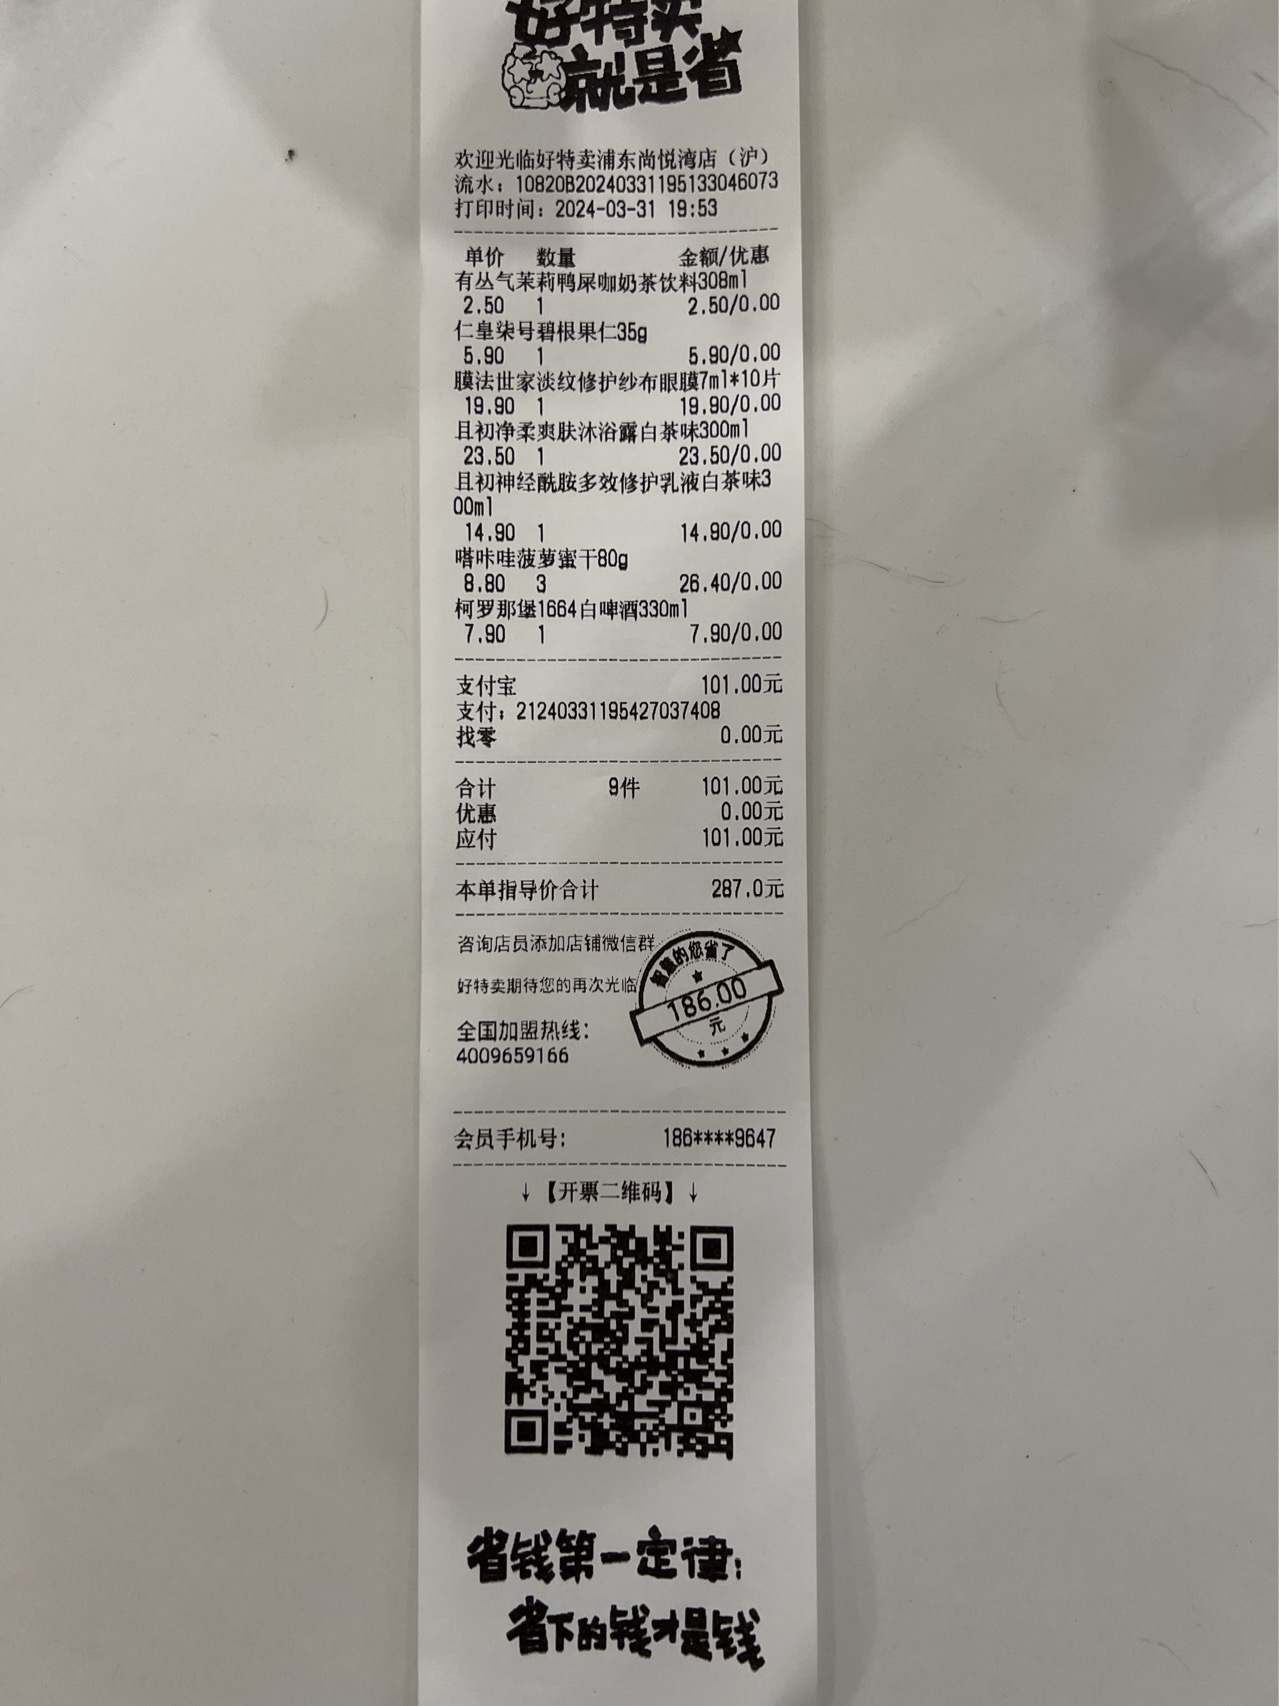 好特卖
就是省
欢迎光临好特卖浦东尚悦湾店（沪）
流水：10820B20240331195133046073
打印时间：2024-03-31 19:53
单价 数量 金额/优惠
有丛气茉莉鸭屎咖奶茶饮料308ml
2.50 1 2.50/0.00
仁皇柒号碧根果仁35g
5.90 1 5.90/0.00
膜法世家淡纹修护纱布眼膜7ml*10片
19.90 1 19.90/0.00
且初净柔爽肤沐浴露白茶味300ml
23.50 1 23.50/0.00
且初神经酰胺多效修护乳液白茶味3
00ml
14.90 1 14.90/0.00
嗒咔哇菠萝蜜干80g
8.80 3 26.40/0.00
柯罗那堡1664白啤酒330ml
7.90 1 7.90/0.00
支付宝 101.00元
支付：21240331195427037408
找零 0.00元
合计 9件 101.00元
优惠 0.00元
应付 101.00元
本单指导价合计 287.0元
咨询店员添加店铺微信群
好特卖期待您的再次光临
智慧的您省了
186.00
元
全国加盟热线：
4009659166
会员手机号： 186****9647
↓【开票二维码】↓
省钱第一定律：
省下的钱才是钱